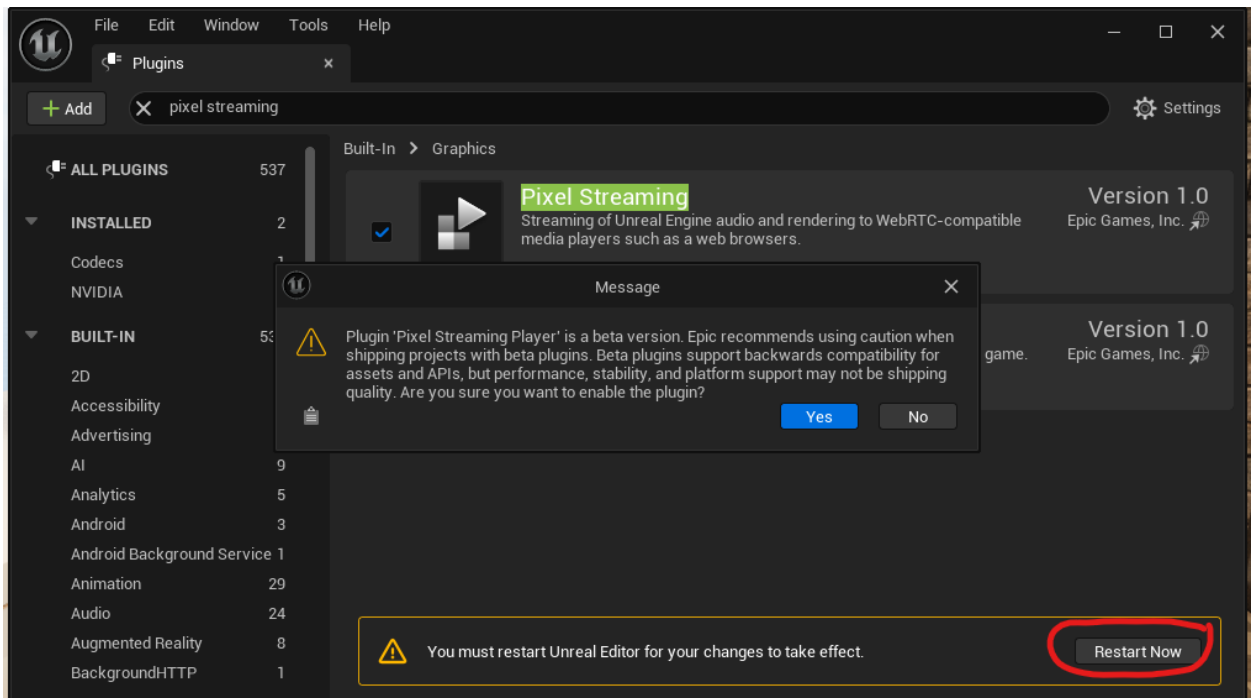 File Edit Window Tools Help
Plugins
Add
pixel streaming
Settings
Built-In > Graphics
ALL PLUGINS 537
INSTALLED 2
Codecs
NVIDIA
BUILT-IN
2D
Accessibility
Advertising
AI 9
Analytics 5
Android 3
Android Background Service 1
Animation 29
Audio 24
Augmented Reality 8
BackgroundHTTP 1
Pixel Streaming
Version 1.0
Streaming of Unreal Engine audio and rendering to WebRTC-compatible
media players such as a web browsers.
Epic Games, Inc.
Version 1.0
game.
Epic Games, Inc.
Message
Plugin 'Pixel Streaming Player' is a beta version. Epic recommends using caution when
shipping projects with beta plugins. Beta plugins support backwards compatibility for
assets and APIs, but performance, stability, and platform support may not be shipping
quality. Are you sure you want to enable the plugin?
Yes
No
You must restart Unreal Editor for your changes to take effect.
Restart Now